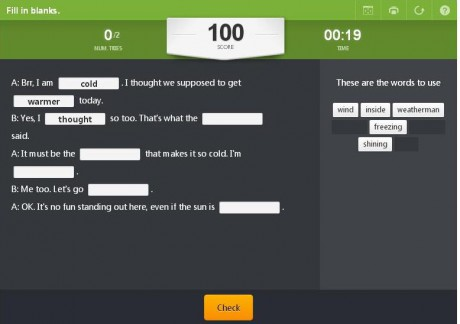 Fill in blanks.
0/2
NUM. TRIES
100
SCORE
00:19
TIME
A: Brr, I am cold . I thought we supposed to get
warmer today.
B: Yes, I thought so too. That's what the
said.
A: It must be the that makes it so cold. I'm
.
B: Me too. Let's go .
A: OK. It's no fun standing out here, even if the sun is .
These are the words to use
wind inside weatherman
freezing
shining
Check